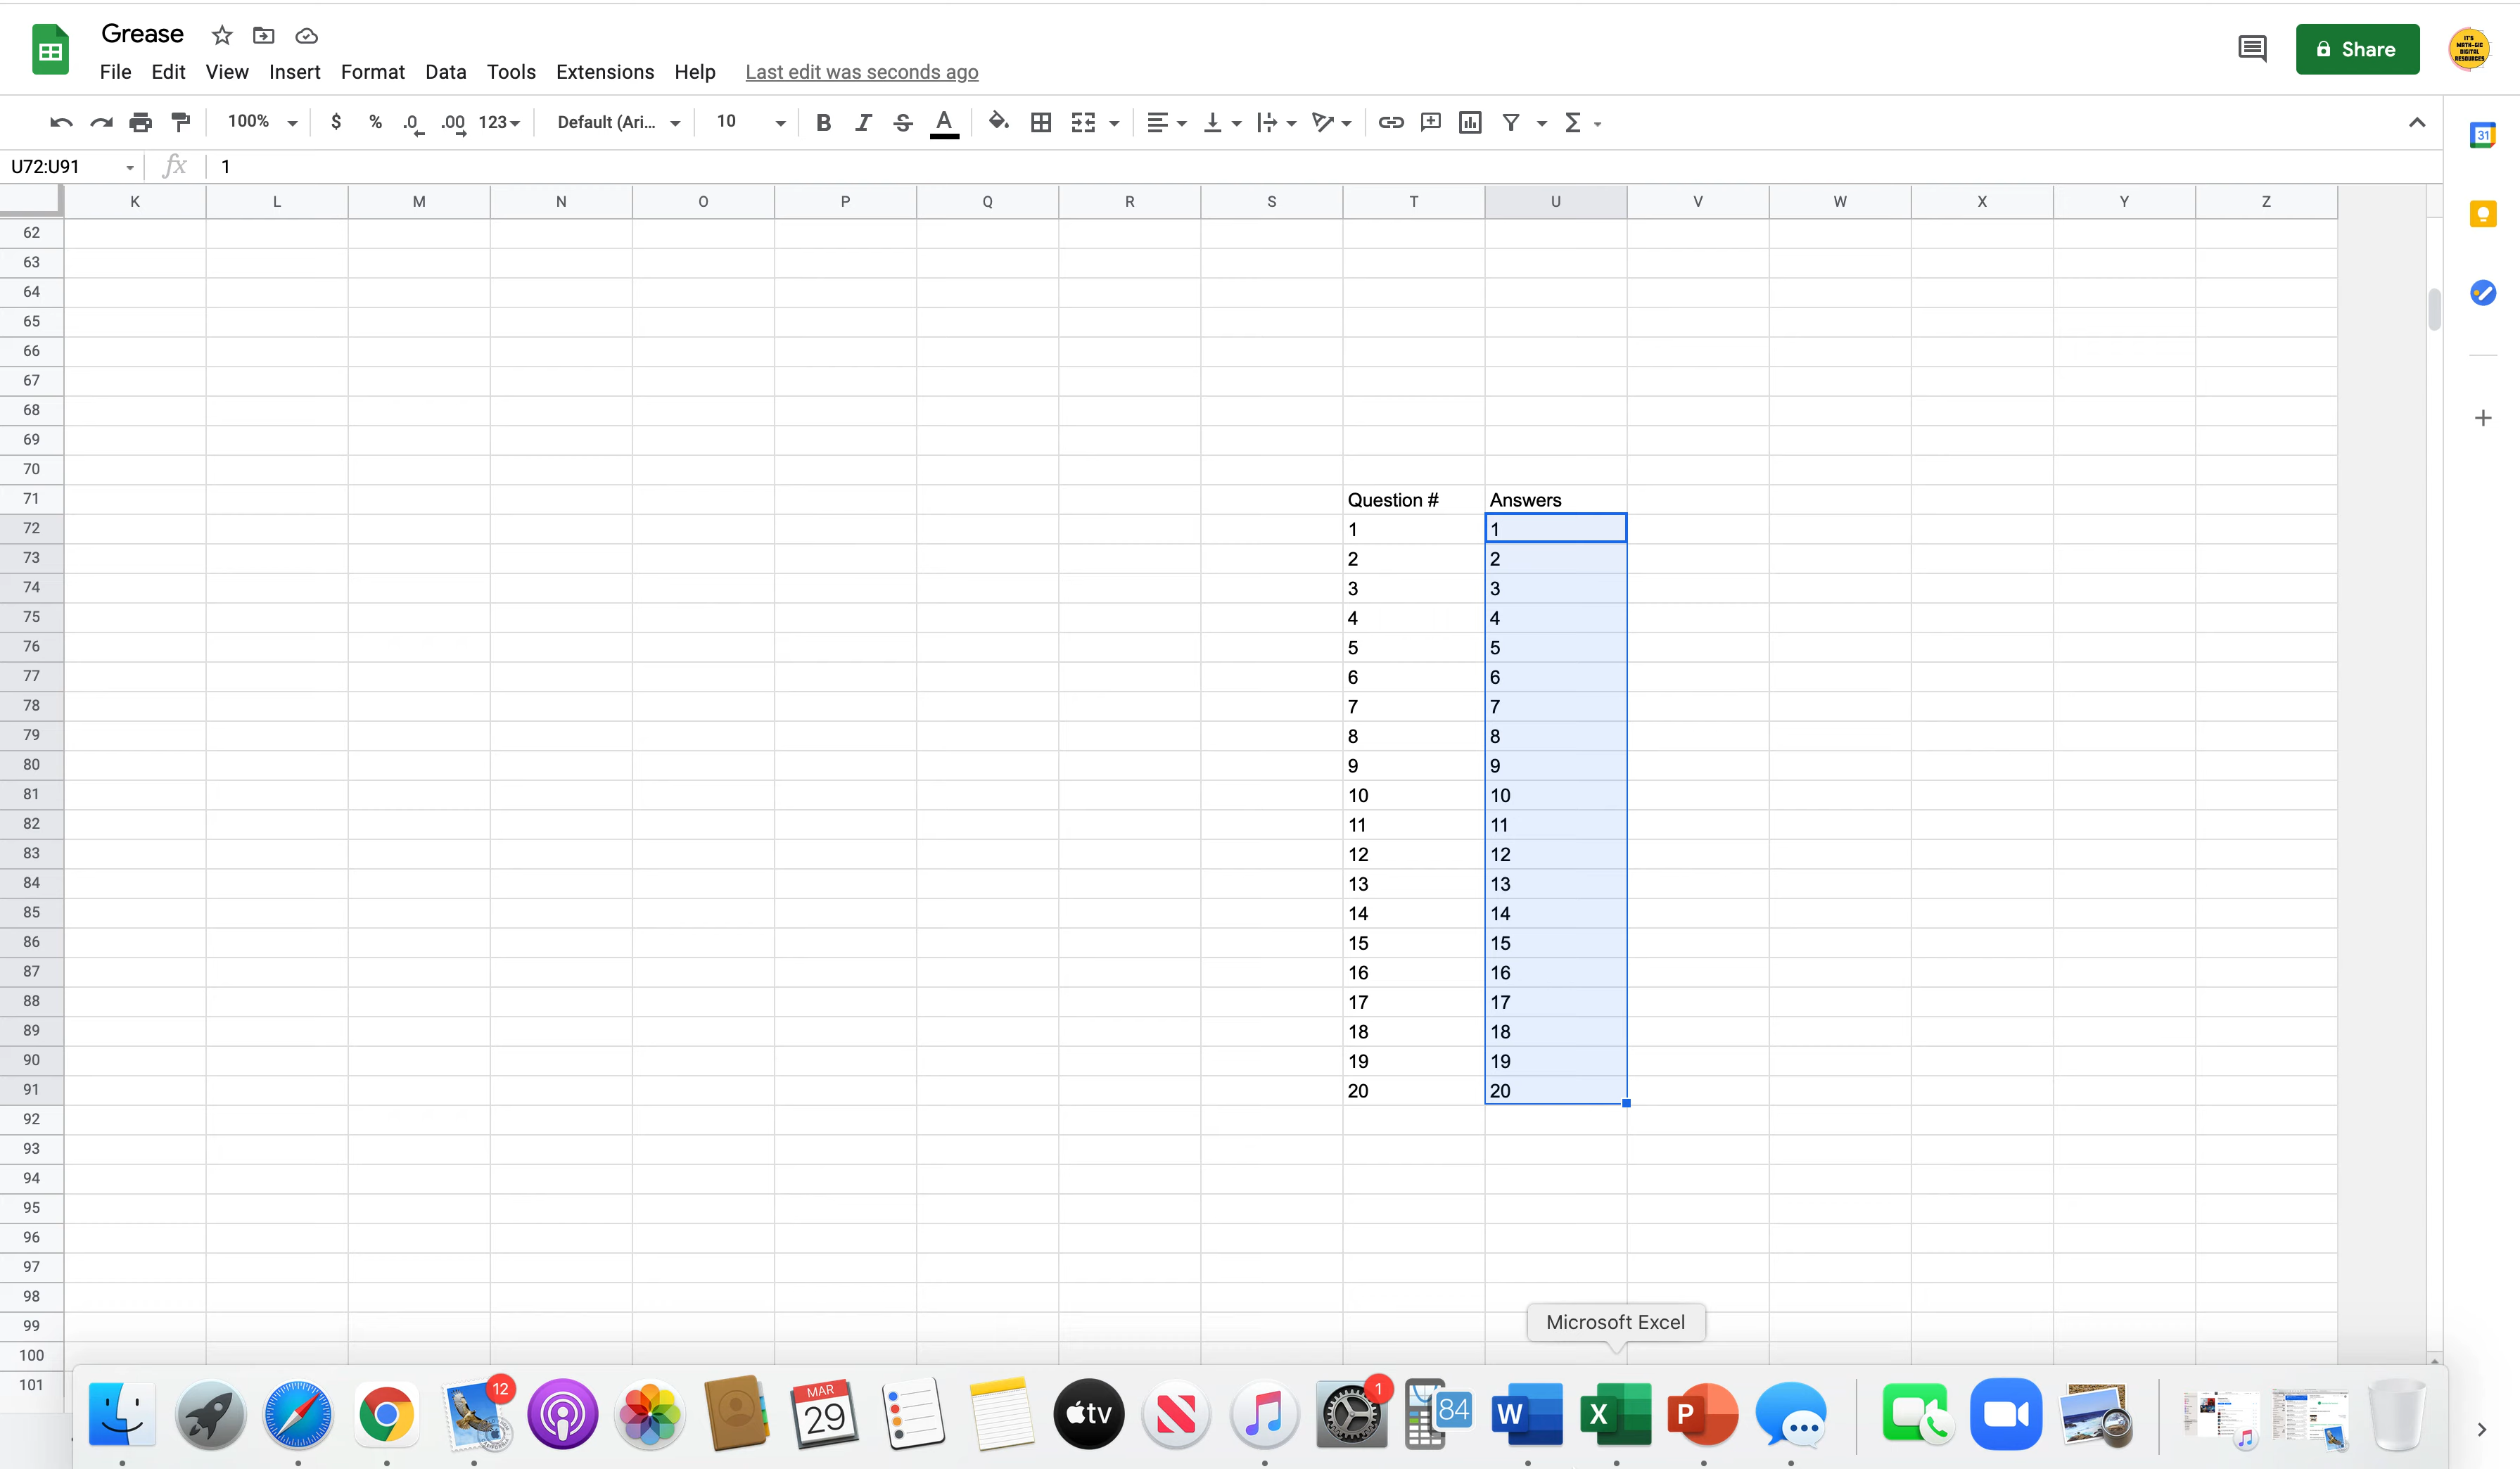 Grease
File Edit View Insert Format Data Tools Extensions Help Last edit was seconds ago
Share
IT'S
MATH-GIC
DIGITAL
RESOURCES
100% $ % .0 .00 123 Default (Ari... 10 B I S A
31
U72:U91 fx 1
K L M N O P Q R S T U V W X Y Z
62
63
64
65
66
67
68
69
70
71 Question # Answers
72 1 1
73 2 2
74 3 3
75 4 4
76 5 5
77 6 6
78 7 7
79 8 8
80 9 9
81 10 10
82 11 11
83 12 12
84 13 13
85 14 14
86 15 15
87 16 16
88 17 17
89 18 18
90 19 19
91 20 20
92
93
94
95
96
97
98
99
100
101
Microsoft Excel
12
MAR
29
tv
1
84
W
X
P